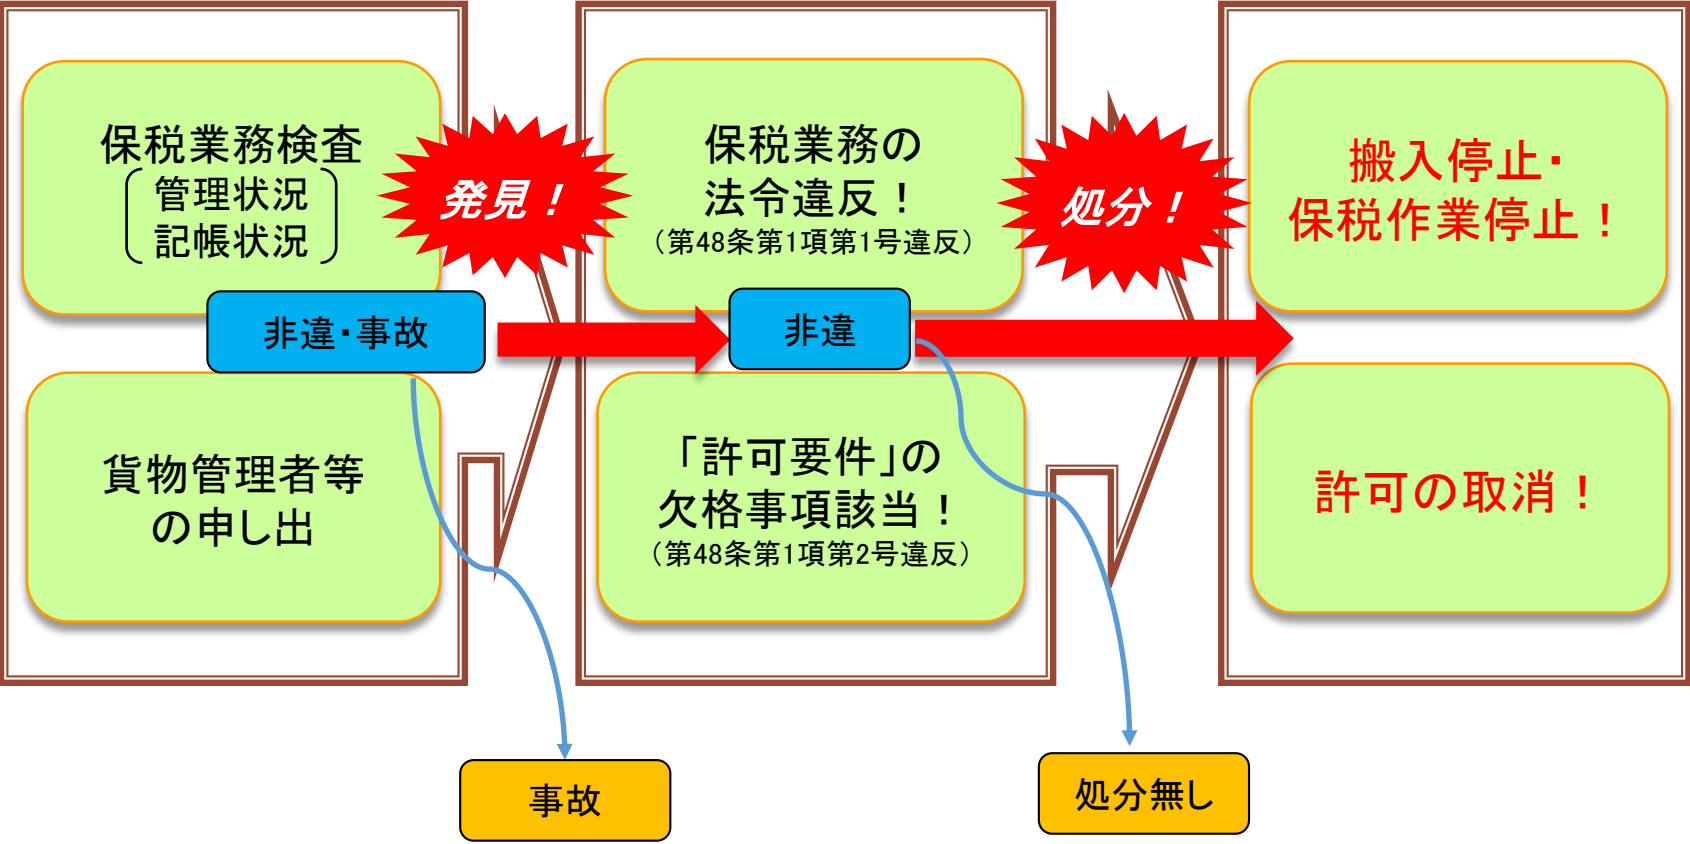 保税業務検査
管理状況
記帳状況
非違・事故
貨物管理者等
の申し出
発見！
保税業務の
法令違反！
（第48条第1項第1号違反）
非違
「許可要件」の
欠格事項該当！
（第48条第1項第2号違反）
処分！
搬入停止・
保税作業停止！
許可の取消！
事故
処分無し